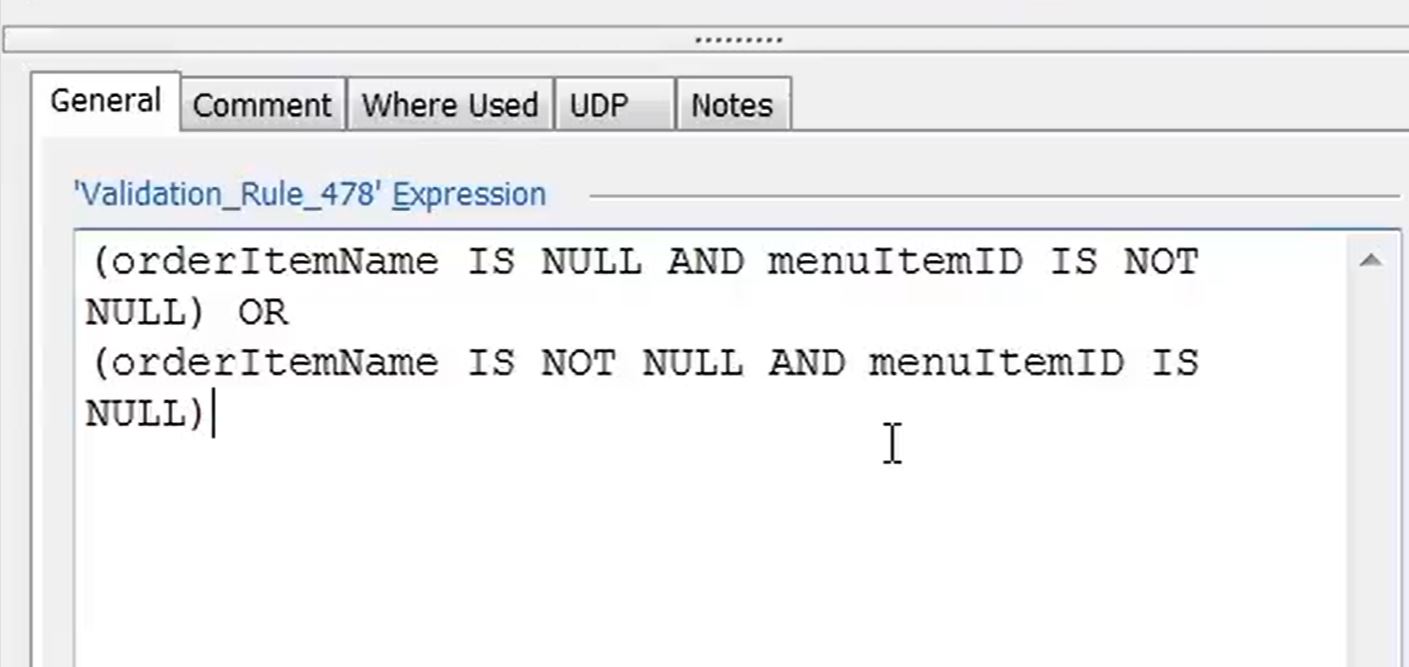 General Comment Where Used UDP Notes
'Validation_Rule_478' Expression
(orderItemName IS NULL AND menuItemID IS NOT
NULL) OR
(orderItemName IS NOT NULL AND menuItemID IS
NULL)